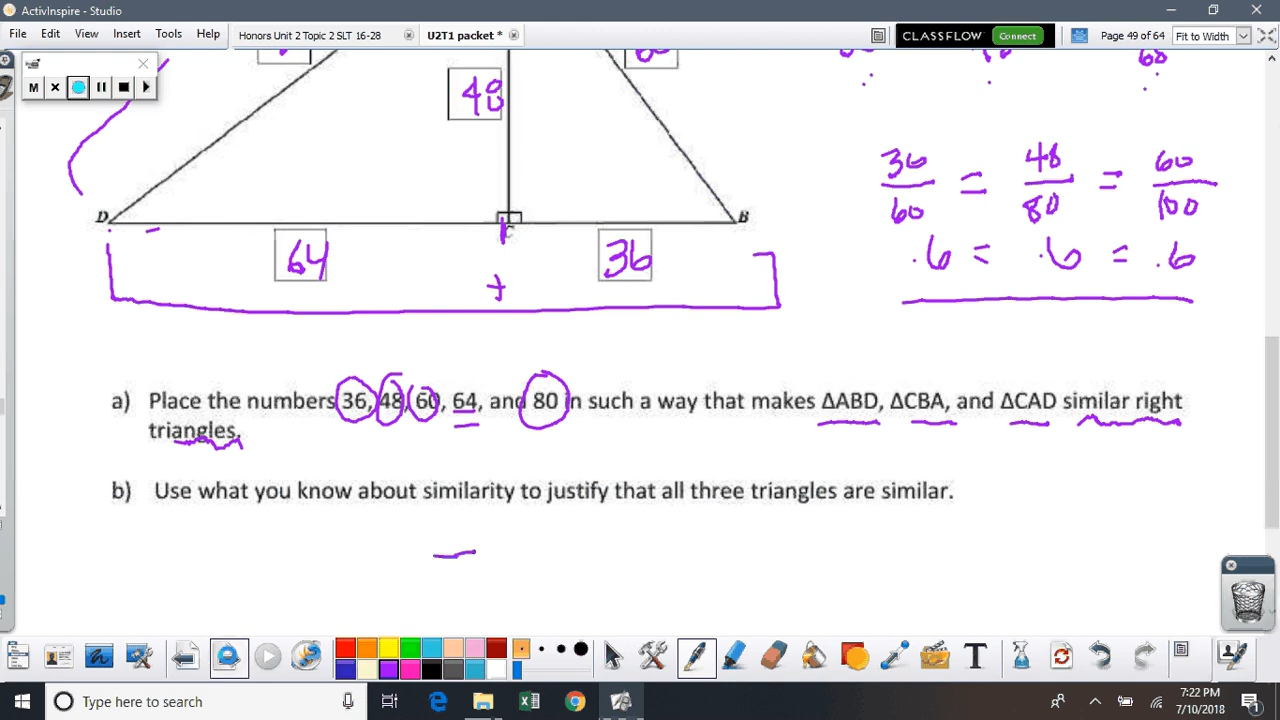 ActivInspire - Studio
File Edit View Insert Tools Help
Honors Unit 2 Topic 2 SLT 16-28
U2T1 packet *
CLASSFLOW Connect
Page 49 of 64
Fit to Width
M
48
60
36/60 = 48/80 = 60/100
.6 = .6 = .6
D
C
B
64
+
36
a) Place the numbers 36, 48, 60, 64, and 80 in such a way that makes ΔABD, ΔCBA, and ΔCAD similar right
triangles.
b) Use what you know about similarity to justify that all three triangles are similar.
T
Type here to search
7:22 PM
7/10/2018
1